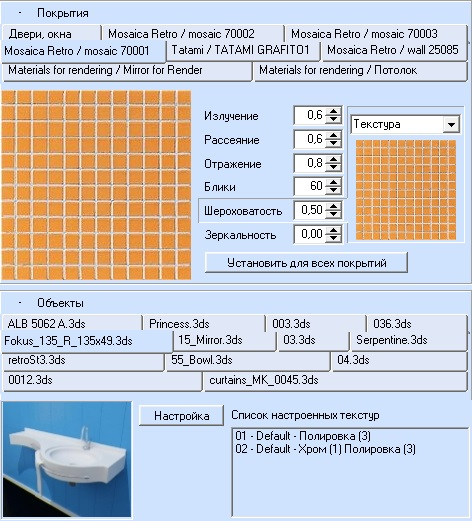 Покрытия
Двери, окна Mosaica Retro / mosaic 70002 Mosaica Retro / mosaic 70003
Mosaica Retro / mosaic 70001 Tatami / TATAMI GRAFITO1 Mosaica Retro / wall 25085
Materials for rendering / Mirror for Render Materials for rendering / Потолок
Излучение 0,6
Текстура
Рассеяние 0,6
Отражение 0,8
Блики 60
Шероховатость 0,50
Зеркальность 0,00
Установить для всех покрытий
Объекты
ALB 5062 A.3ds Princess.3ds 003.3ds 036.3ds
Fokus_135_R_135x49.3ds 15_Mirror.3ds 03.3ds Serpentine.3ds
retroSt3.3ds 55_Bowl.3ds 04.3ds
0012.3ds curtains_MK_0045.3ds
Настройка Список настроенных текстур
01 - Default - Полировка (3)
02 - Default - Хром (1) Полировка (3)